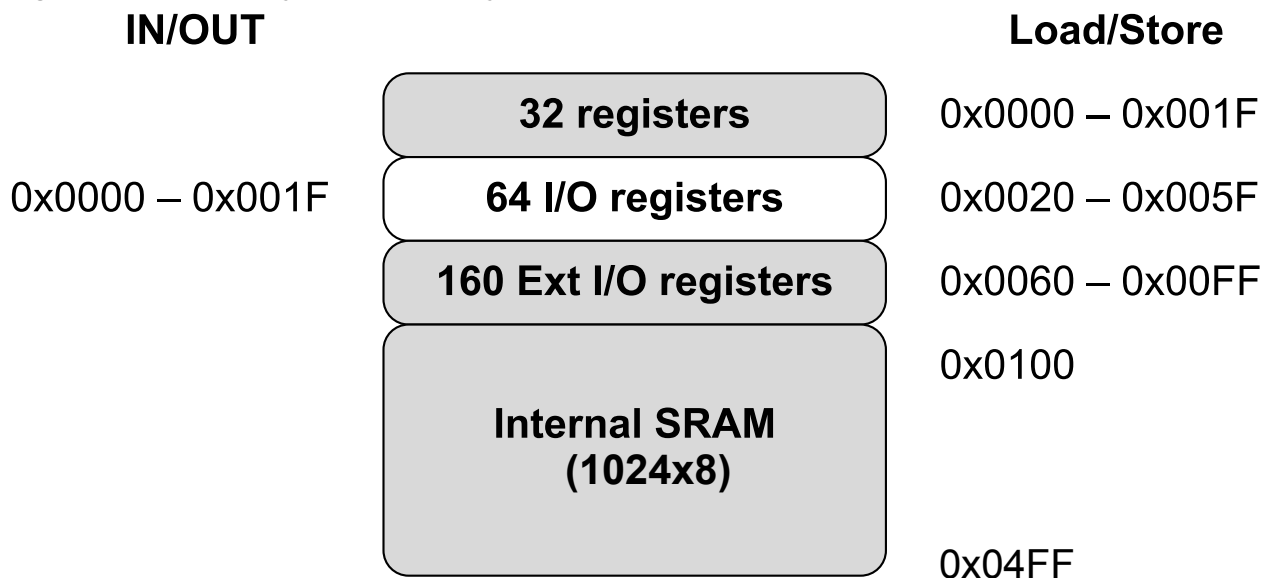 IN/OUT
Load/Store
32 registers
0x0000 – 0x001F
0x0000 – 0x001F
64 I/O registers
0x0020 – 0x005F
160 Ext I/O registers
0x0060 – 0x00FF
0x0100
Internal SRAM
(1024x8)
0x04FF